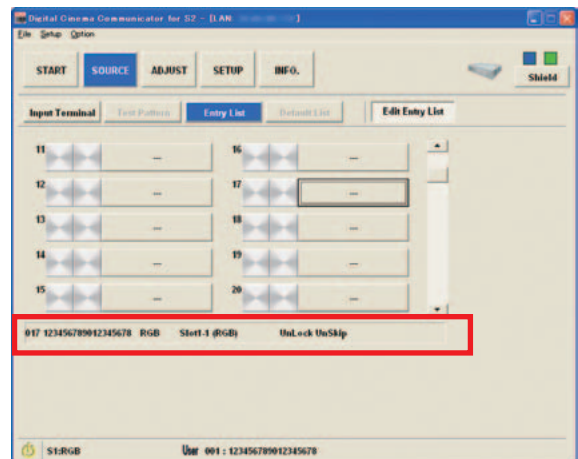 Digital Cinema Communicator for S2 - [LAN ]
File Setup Option
START SOURCE ADJUST SETUP INFO. Shield
Input Terminal Test Pattern Entry List Default List Edit Entry List
11 --- 16 ---
12 --- 17 ---
13 --- 18 ---
14 --- 19 ---
15 --- 20 ---
017 123456789012345678 RGB Slot1-1 (RGB) UnLock UnSkip
S1:RGB User 001 : 123456789012345678